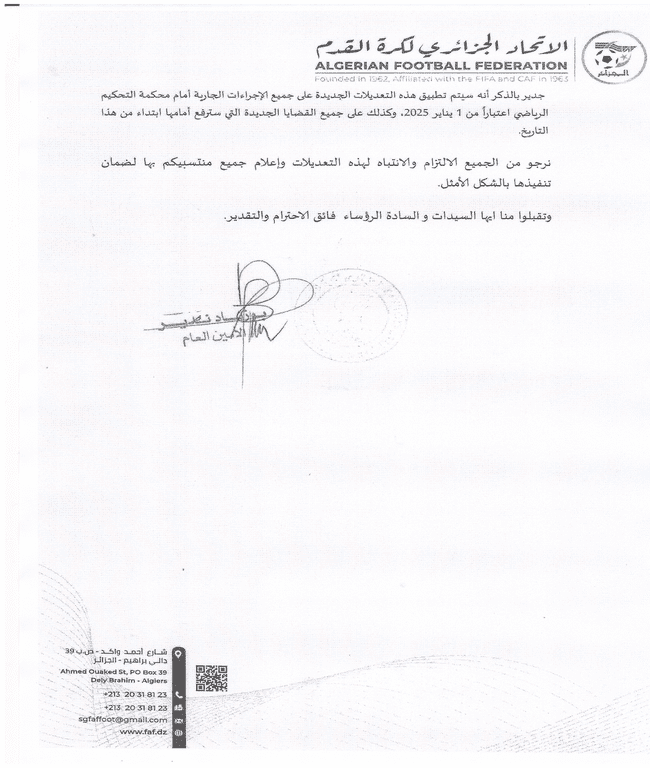 الاتحاد الجزائري لكرة القدم
ALGERIAN FOOTBALL FEDERATION
Founded in 1962, Affiliated with the FIFA and CAF in 1963
الجزائر
جدير بالذكر أنه سيتم تطبيق هذه التعديلات الجديدة على جميع الإجراءات الجارية أمام محكمة التحكيم
الرياضي اعتباراً من 1 يناير 2025، وكذلك على جميع القضايا الجديدة التي سترفع أمامها ابتداء من هذا
التاريخ.
نرجو من الجميع الالتزام والانتباه لهذه التعديلات وإعلام جميع منتسبيكم بها لضمان
تنفيذها بالشكل الأمثل.
وتقبلوا منا ايها السيدات و السادة الرؤساء فائق الاحترام والتقدير.
نـذيـر
الأمين العام
شارع أحمد واكد - ص.ب 39
دالي براهيم - الجزائر
Ahmed Ouaked St, PO Box 39
Dely Brahim - Algiers
+213 20 31 81 23
+213 20 31 81 23
sgfaffoot@gmail.com
www.faf.dz